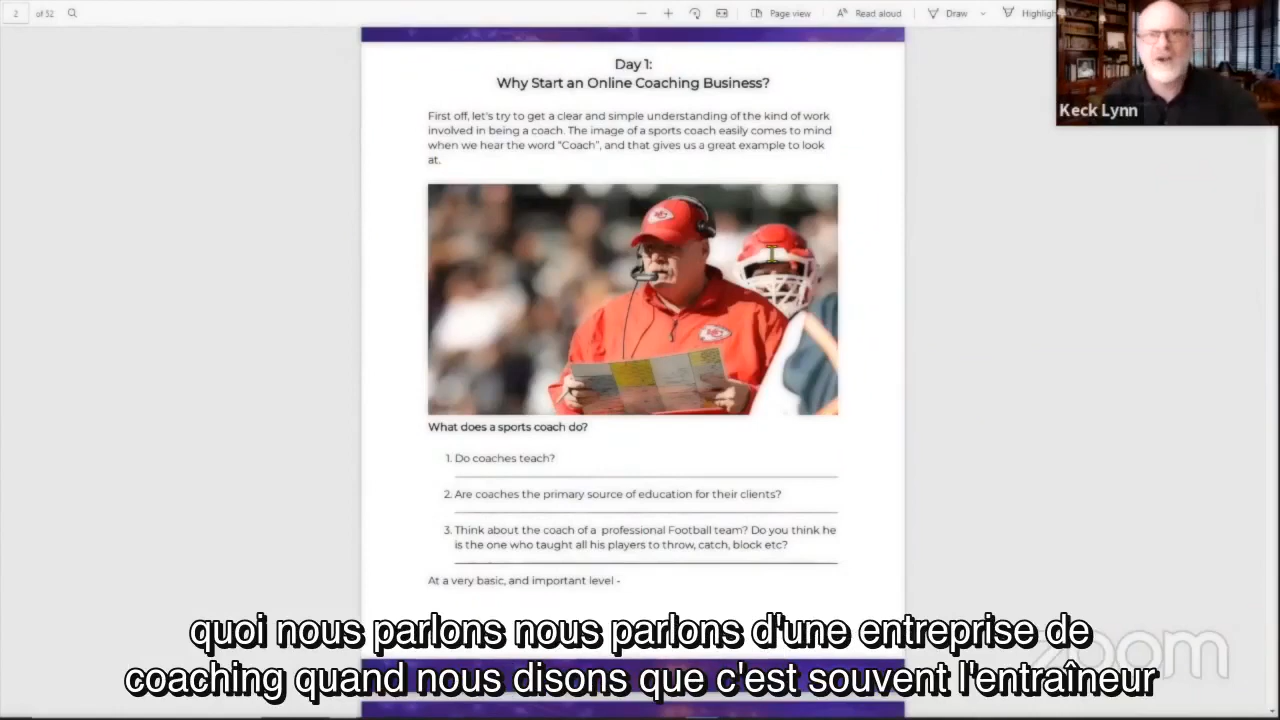 2 of 52
Page view
Read aloud
Draw
Highlight
Keck Lynn
Day 1:
Why Start an Online Coaching Business?
First off, let's try to get a clear and simple understanding of the kind of work
involved in being a coach. The image of a sports coach easily comes to mind
when we hear the word "Coach", and that gives us a great example to look
at.
What does a sports coach do?
1. Do coaches teach?
2. Are coaches the primary source of education for their clients?
3. Think about the coach of a professional Football team? Do you think he
is the one who taught all his players to throw, catch, block etc?
At a very basic, and important level -
zoom
quoi nous parlons nous parlons d'une entreprise de
coaching quand nous disons que c'est souvent l'entraîneur